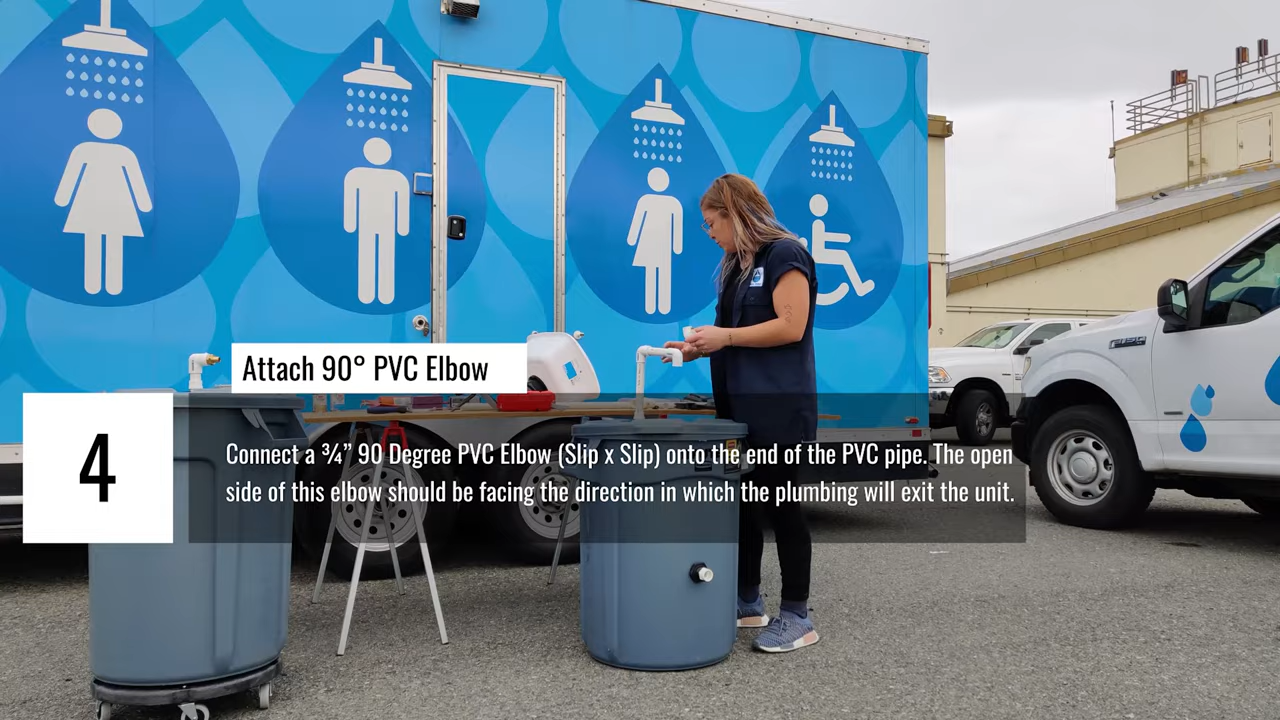 Attach 90° PVC Elbow
4
Connect a ¾” 90 Degree PVC Elbow (Slip x Slip) onto the end of the PVC pipe. The open
side of this elbow should be facing the direction in which the plumbing will exit the unit.